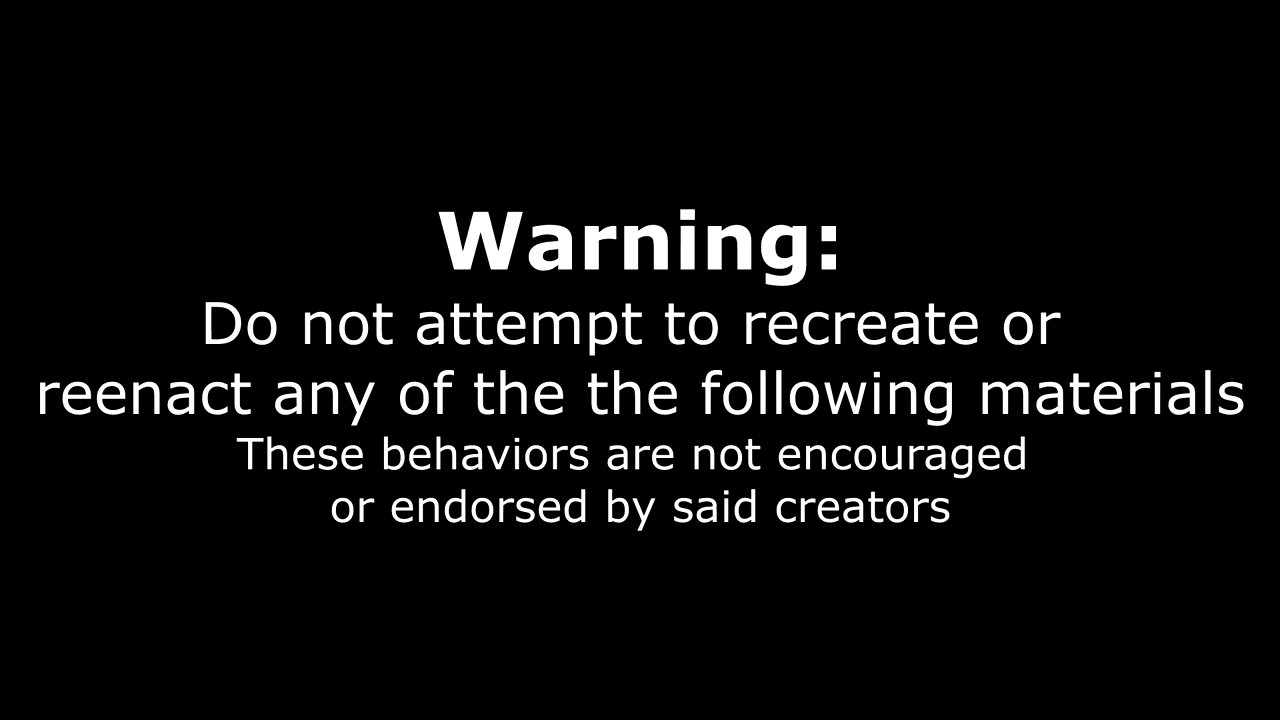 Warning:
Do not attempt to recreate or
reenact any of the the following materials
These behaviors are not encouraged
or endorsed by said creators